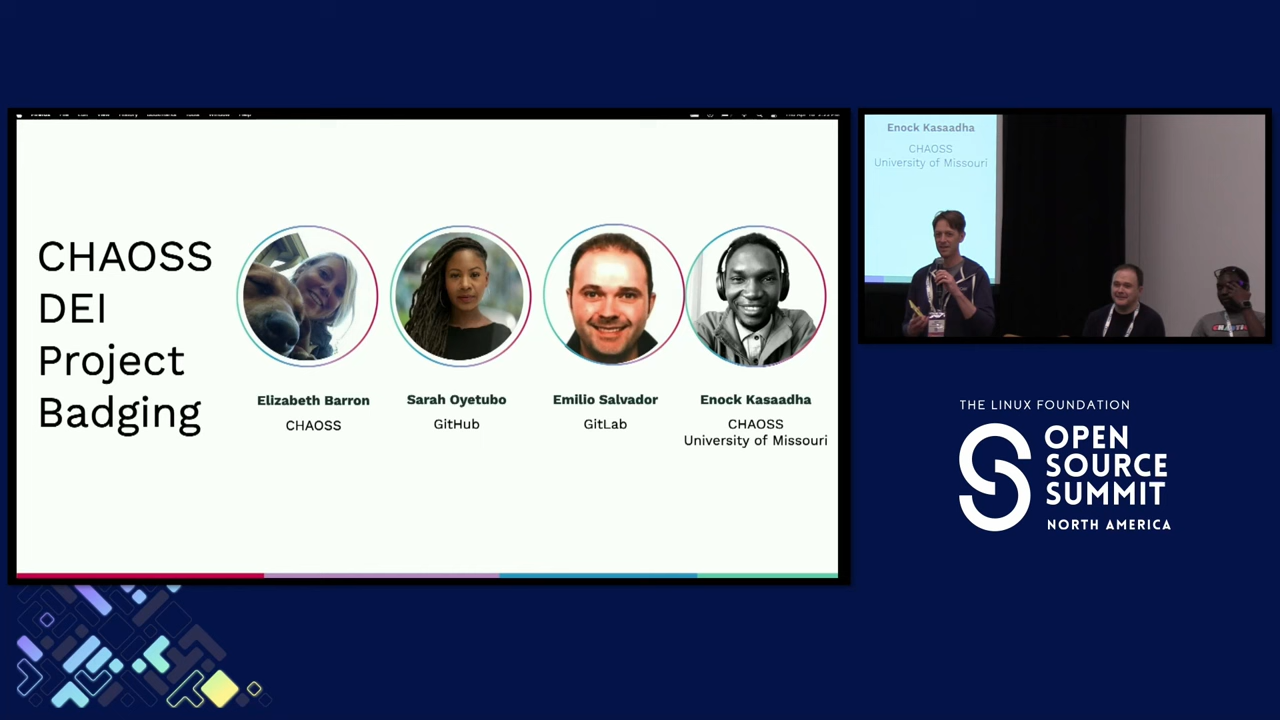 CHAOSS
DEI
Project
Badging
Elizabeth Barron
CHAOSS
Sarah Oyetubo
GitHub
Emilio Salvador
GitLab
Enock Kasaadha
CHAOSS
University of Missouri
Enock Kasaadha
CHAOSS
University of Missouri
THE LINUX FOUNDATION
OPEN
SOURCE
SUMMIT
NORTH AMERICA